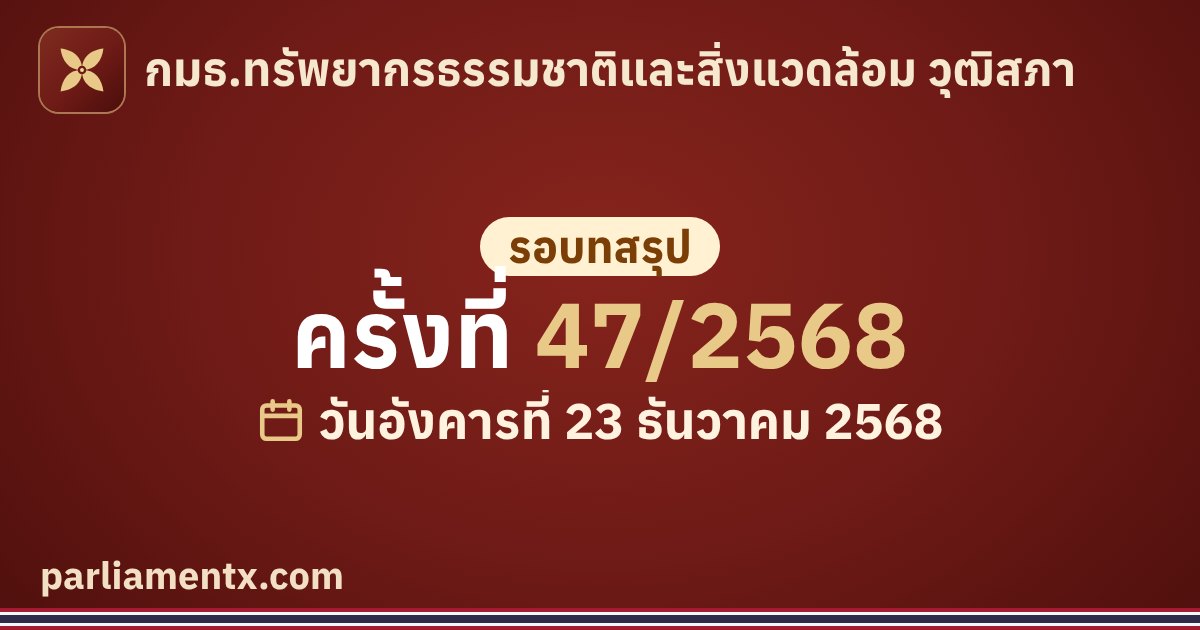 กมธ.ทรัพยากรธรรมชาติและสิ่งแวดล้อม วุฒิสภา
รอบทสรุป
ครั้งที่ 47/2568
วันอังคารที่ 23 ธันวาคม 2568
parliamentx.com